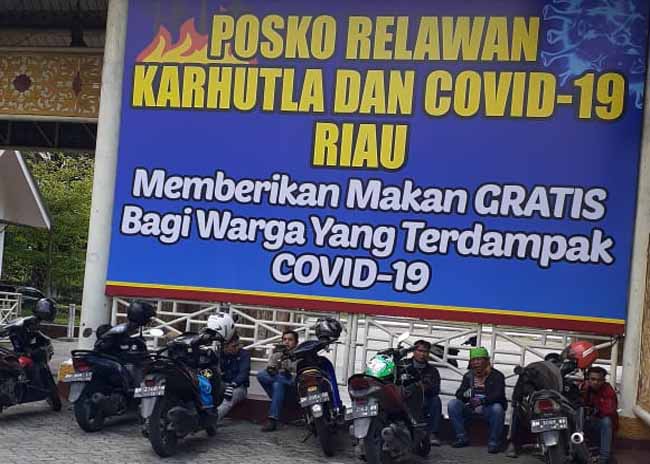 POSKO RELAWAN
KARHUTLA DAN COVID-19
RIAU
Memberikan Makan GRATIS
Bagi Warga Yang Terdampak
COVID-19